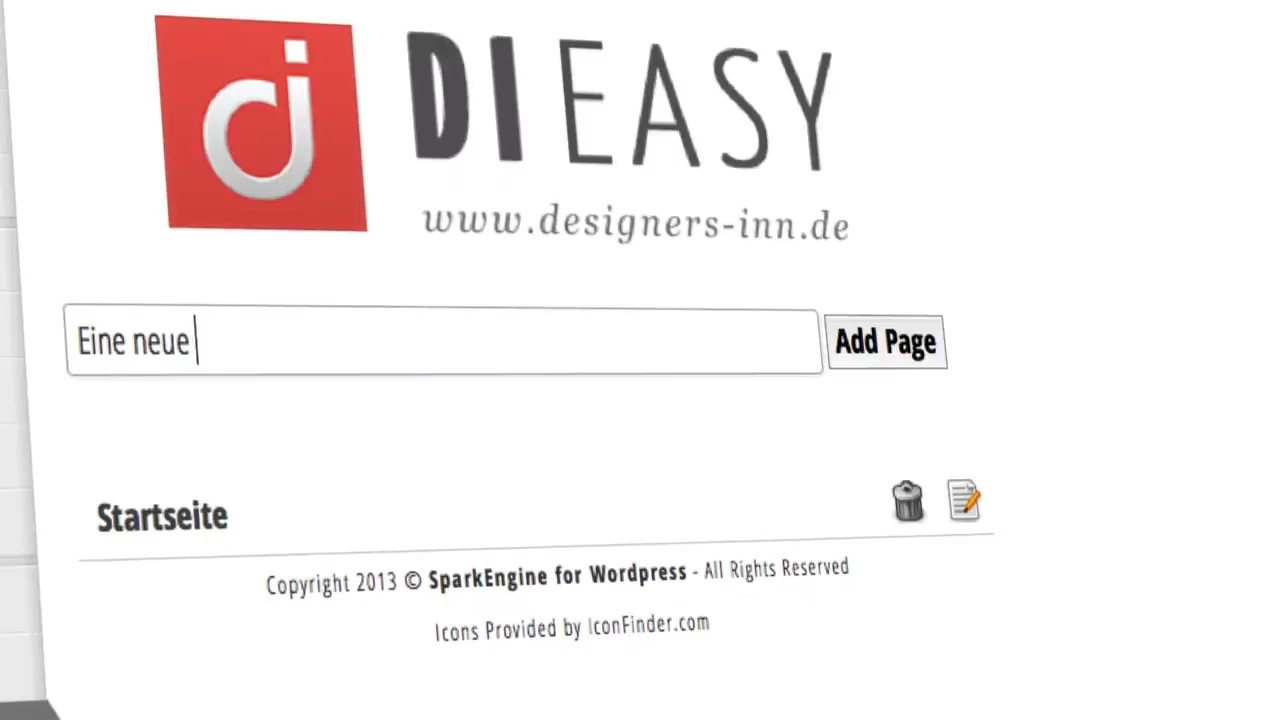 DI EASY
www.designers-inn.de
Eine neue
Add Page
Startseite
Copyright 2013 © SparkEngine for Wordpress - All Rights Reserved
Icons Provided by IconFinder.com